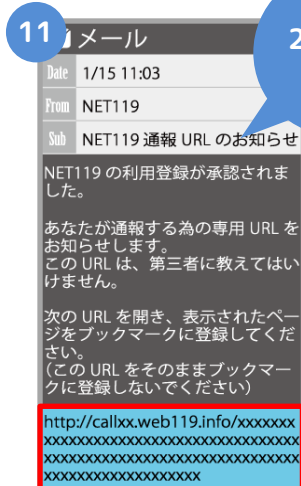 11
メール
2
Date 1/15 11:03
From NET119
Sub NET119 通報 URL のお知らせ
NET119 の利用登録が承認されま
した。
あなたが通報する為の専用 URL を
お知らせします。
この URL は、第三者に教えてはい
けません。
次の URL を開き、表示されたペー
ジをブックマークに登録してくだ
さい。
(この URL をそのままブックマー
クに登録しないでください)
http://callxx.web119.info/xxxxxxx
xxxxxxxxxxxxxxxxxxxxxxxxxxxxx
xxxxxxxxxxxxxxxxxxxxxxxxxxxxx
xxxxxxxxxxxxxxxxxx